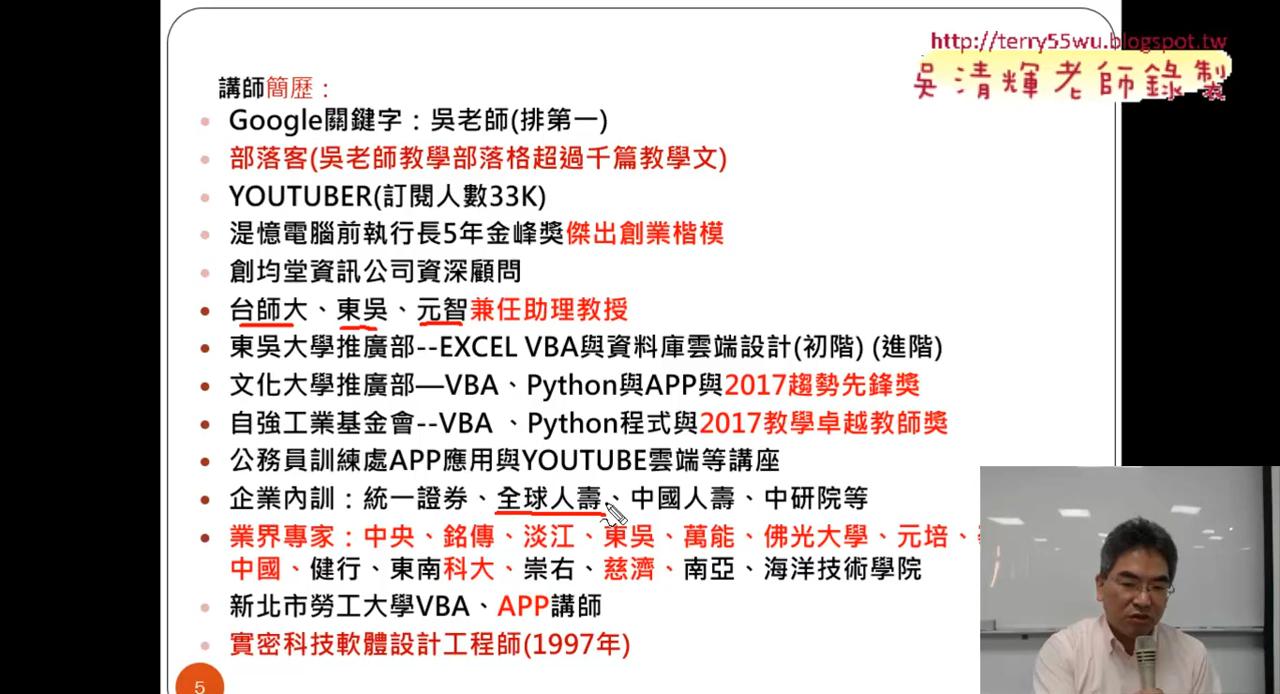 http://terry55wu.blogspot.tw
吳清輝老師錄製
講師簡歷：
Google關鍵字：吳老師(排第一)
部落客(吳老師教學部落格超過千篇教學文)
YOUTUBER(訂閱人數33K)
湜憶電腦前執行長5年金峰獎傑出創業楷模
創均堂資訊公司資深顧問
台師大、東吳、元智兼任助理教授
東吳大學推廣部--EXCEL VBA與資料庫雲端設計(初階) (進階)
文化大學推廣部—VBA、Python與APP與2017趨勢先鋒獎
自強工業基金會--VBA 、Python程式與2017教學卓越教師獎
公務員訓練處APP應用與YOUTUBE雲端等講座
企業內訓：統一證券、全球人壽、中國人壽、中研院等
業界專家：中央、銘傳、淡江、東吳、萬能、佛光大學、元培、
中國、健行、東南科大、崇右、慈濟、南亞、海洋技術學院
新北市勞工大學VBA、APP講師
實密科技軟體設計工程師(1997年)
5